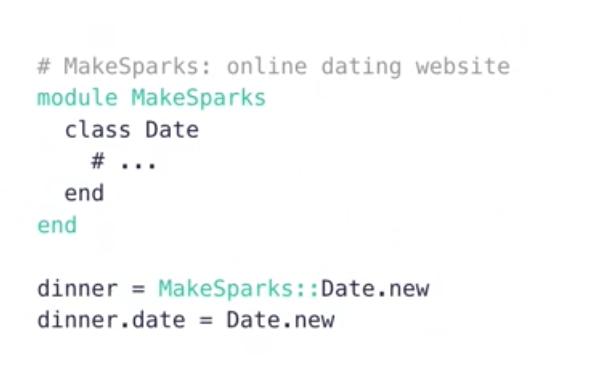 # MakeSparks: online dating website
module MakeSparks
  class Date
    # ...
  end
end

dinner = MakeSparks::Date.new
dinner.date = Date.new